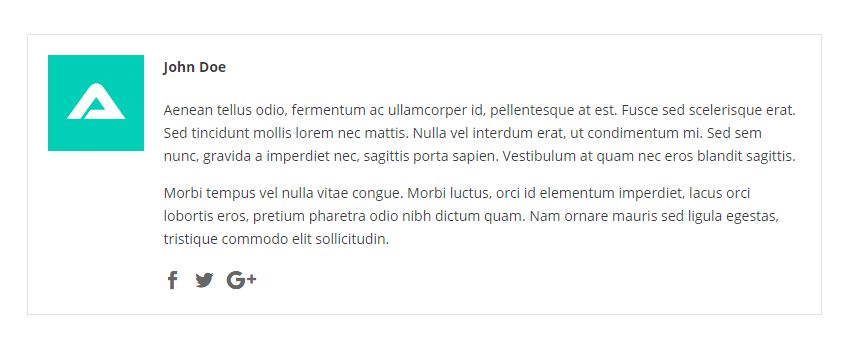 John Doe
Aenean tellus odio, fermentum ac ullamcorper id, pellentesque at est. Fusce sed scelerisque erat.
Sed tincidunt mollis lorem nec mattis. Nulla vel interdum erat, ut condimentum mi. Sed sem
nunc, gravida a imperdiet nec, sagittis porta sapien. Vestibulum at quam nec eros blandit sagittis.
Morbi tempus vel nulla vitae congue. Morbi luctus, orci id elementum imperdiet, lacus orci
lobortis eros, pretium pharetra odio nibh dictum quam. Nam ornare mauris sed ligula egestas,
tristique commodo elit sollicitudin.